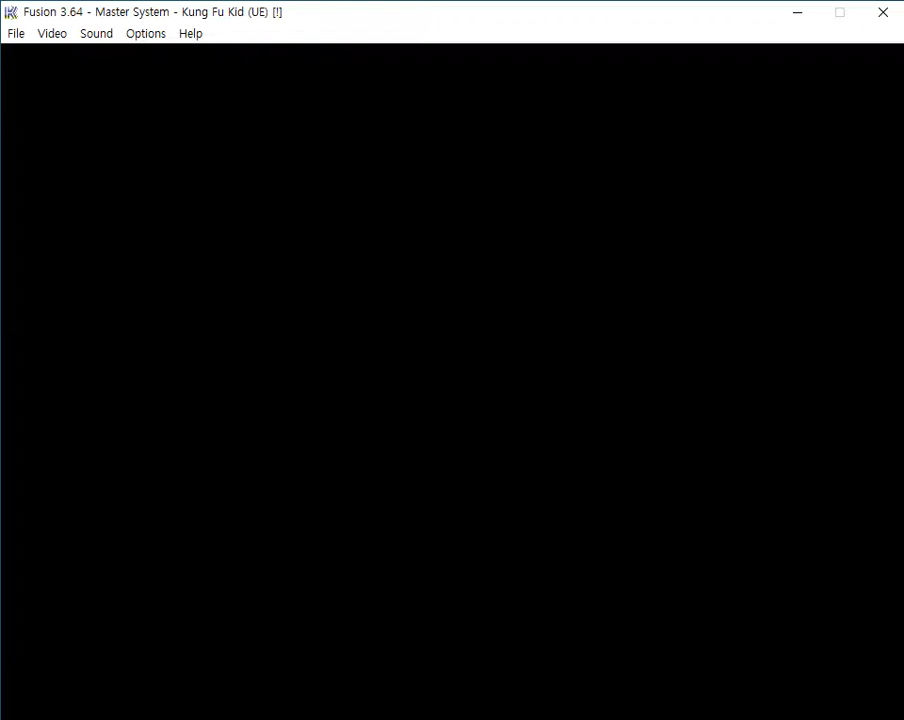 Fusion 3.64 - Master System - Kung Fu Kid (UE) [!]
File Video Sound Options Help